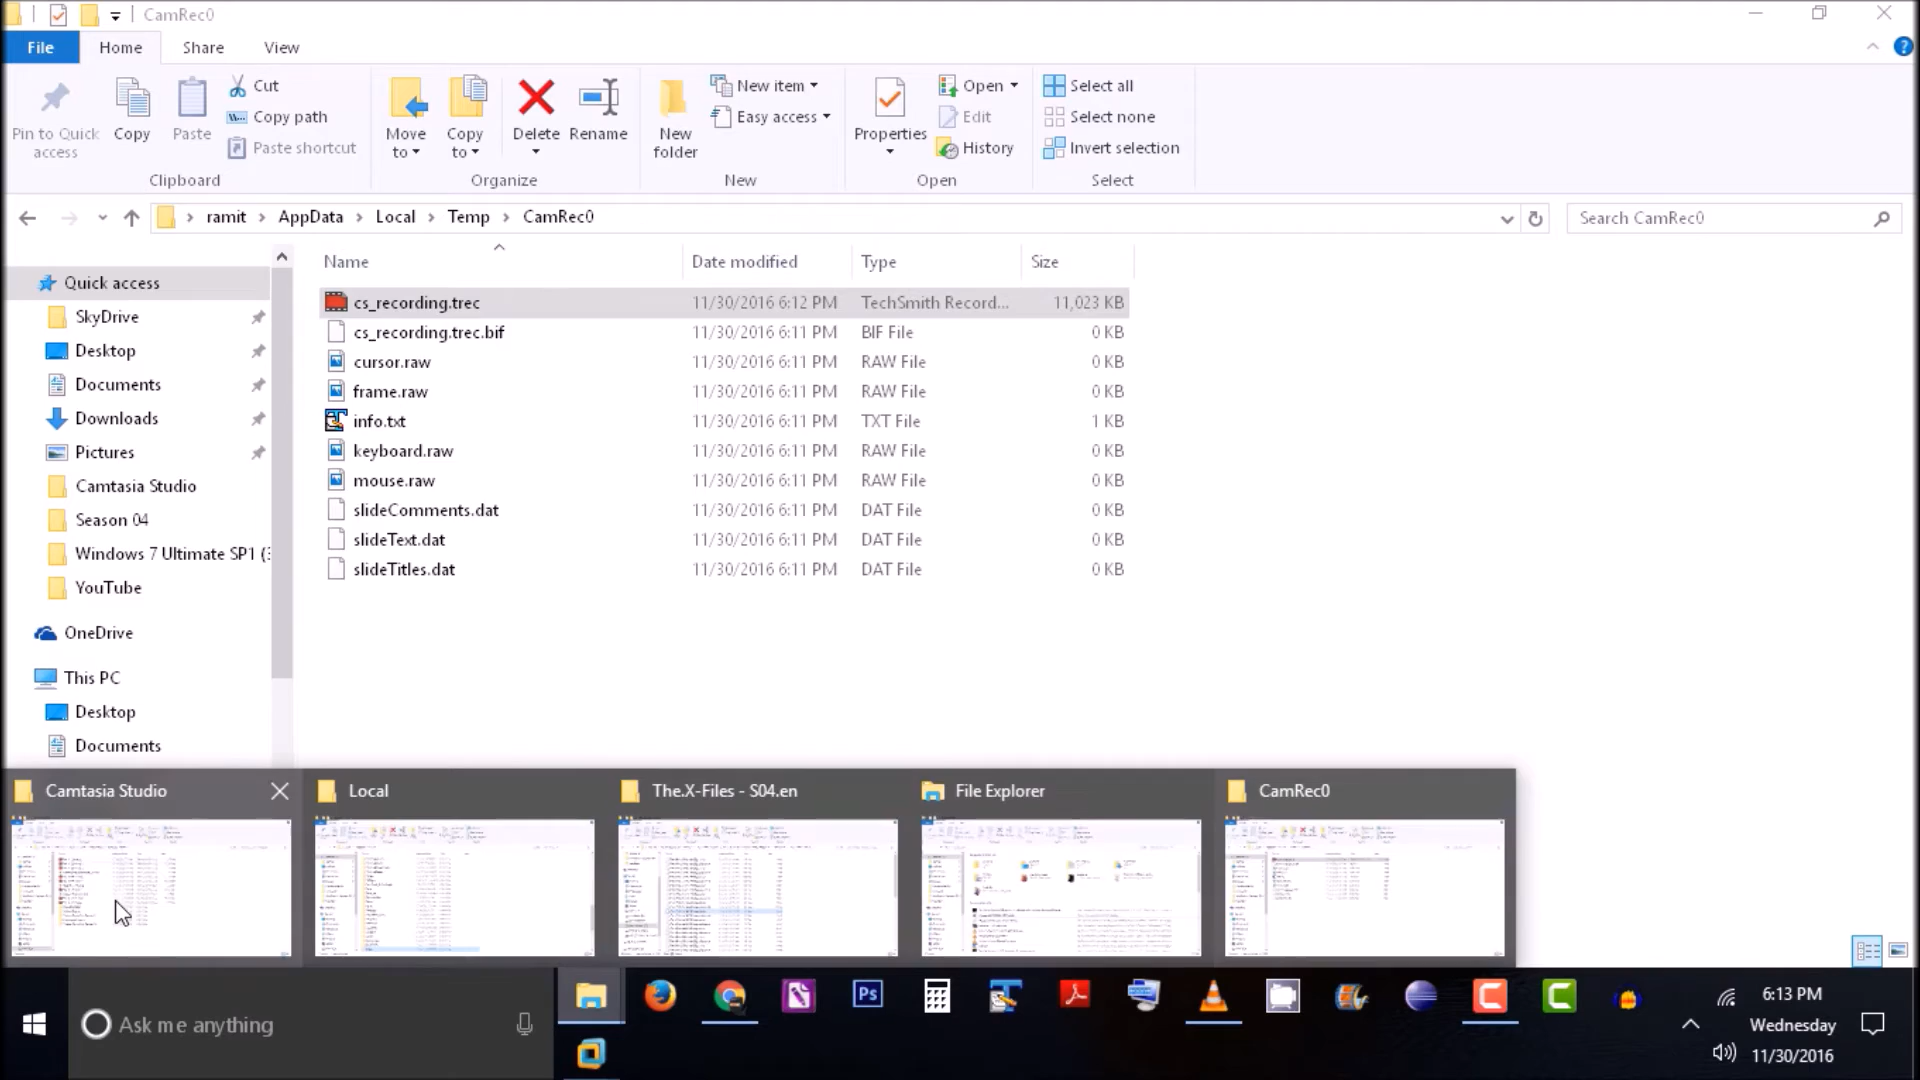 CamRec0
File Home Share View
Pin to Quick access
Copy
Paste
Cut
Copy path
Paste shortcut
Clipboard
Move to
Copy to
Delete
Rename
Organize
New folder
New item
Easy access
New
Properties
Open
Edit
History
Open
Select all
Select none
Invert selection
Select
ramit > AppData > Local > Temp > CamRec0
Search CamRec0
Name Date modified Type Size
cs_recording.trec 11/30/2016 6:12 PM TechSmith Record... 11,023 KB
cs_recording.trec.bif 11/30/2016 6:11 PM BIF File 0 KB
cursor.raw 11/30/2016 6:11 PM RAW File 0 KB
frame.raw 11/30/2016 6:11 PM RAW File 0 KB
info.txt 11/30/2016 6:11 PM TXT File 1 KB
keyboard.raw 11/30/2016 6:11 PM RAW File 0 KB
mouse.raw 11/30/2016 6:11 PM RAW File 0 KB
slideComments.dat 11/30/2016 6:11 PM DAT File 0 KB
slideText.dat 11/30/2016 6:11 PM DAT File 0 KB
slideTitles.dat 11/30/2016 6:11 PM DAT File 0 KB
Quick access
SkyDrive
Desktop
Documents
Downloads
Pictures
Camtasia Studio
Season 04
Windows 7 Ultimate SP1 (
YouTube
OneDrive
This PC
Desktop
Documents
Camtasia Studio
Local
The.X-Files - S04.en
File Explorer
CamRec0
Ask me anything
Ps
6:13 PM
Wednesday
11/30/2016